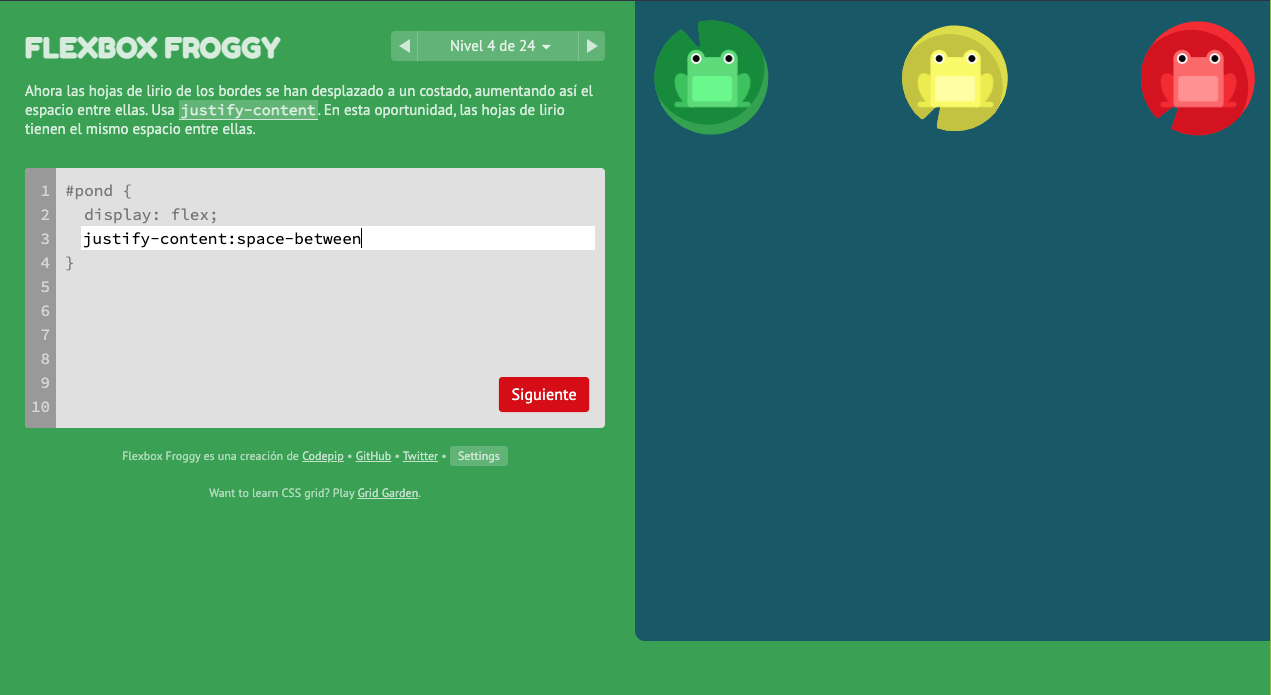 FLEXBOX FROGGY
Nivel 4 de 24
Ahora las hojas de lirio de los bordes se han desplazado a un costado, aumentando así el
espacio entre ellas. Usa justify-content. En esta oportunidad, las hojas de lirio
tienen el mismo espacio entre ellas.
1 #pond {
2 display: flex;
3 justify-content:space-between
4 }
5
6
7
8
9
10
Siguiente
Flexbox Froggy es una creación de Codepip • GitHub • Twitter • Settings
Want to learn CSS grid? Play Grid Garden.